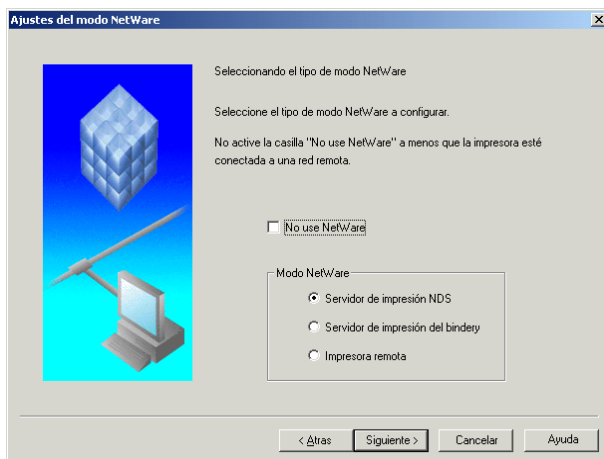 Ajustes del modo NetWare
Seleccionando el tipo de modo NetWare
Seleccione el tipo de modo NetWare a configurar.
No active la casilla "No use NetWare" a menos que la impresora esté
conectada a una red remota.
No use NetWare
Modo NetWare
Servidor de impresión NDS
Servidor de impresión del bindery
Impresora remota
< Atras
Siguiente >
Cancelar
Ayuda